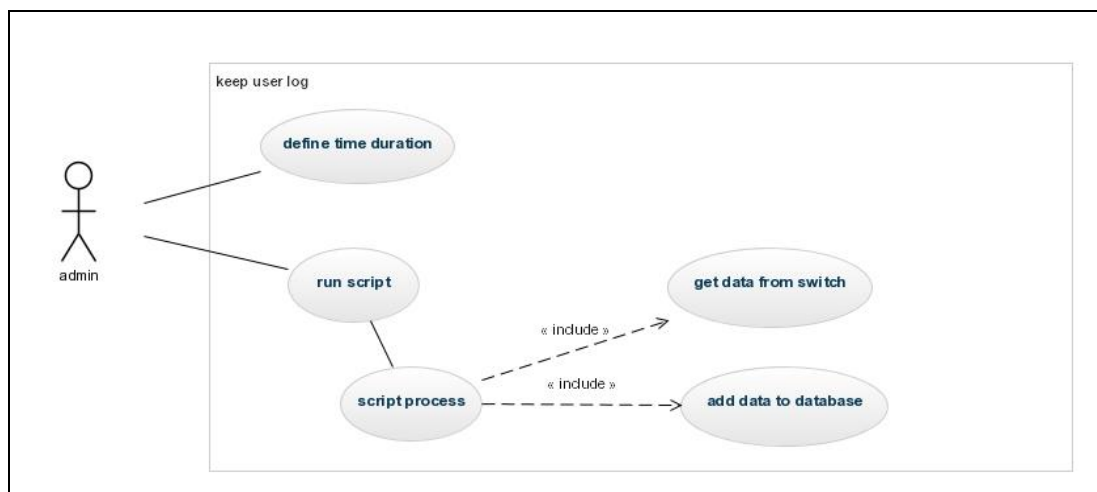 keep user log
define time duration
admin
run script
get data from switch
« include »
« include »
script process
add data to database